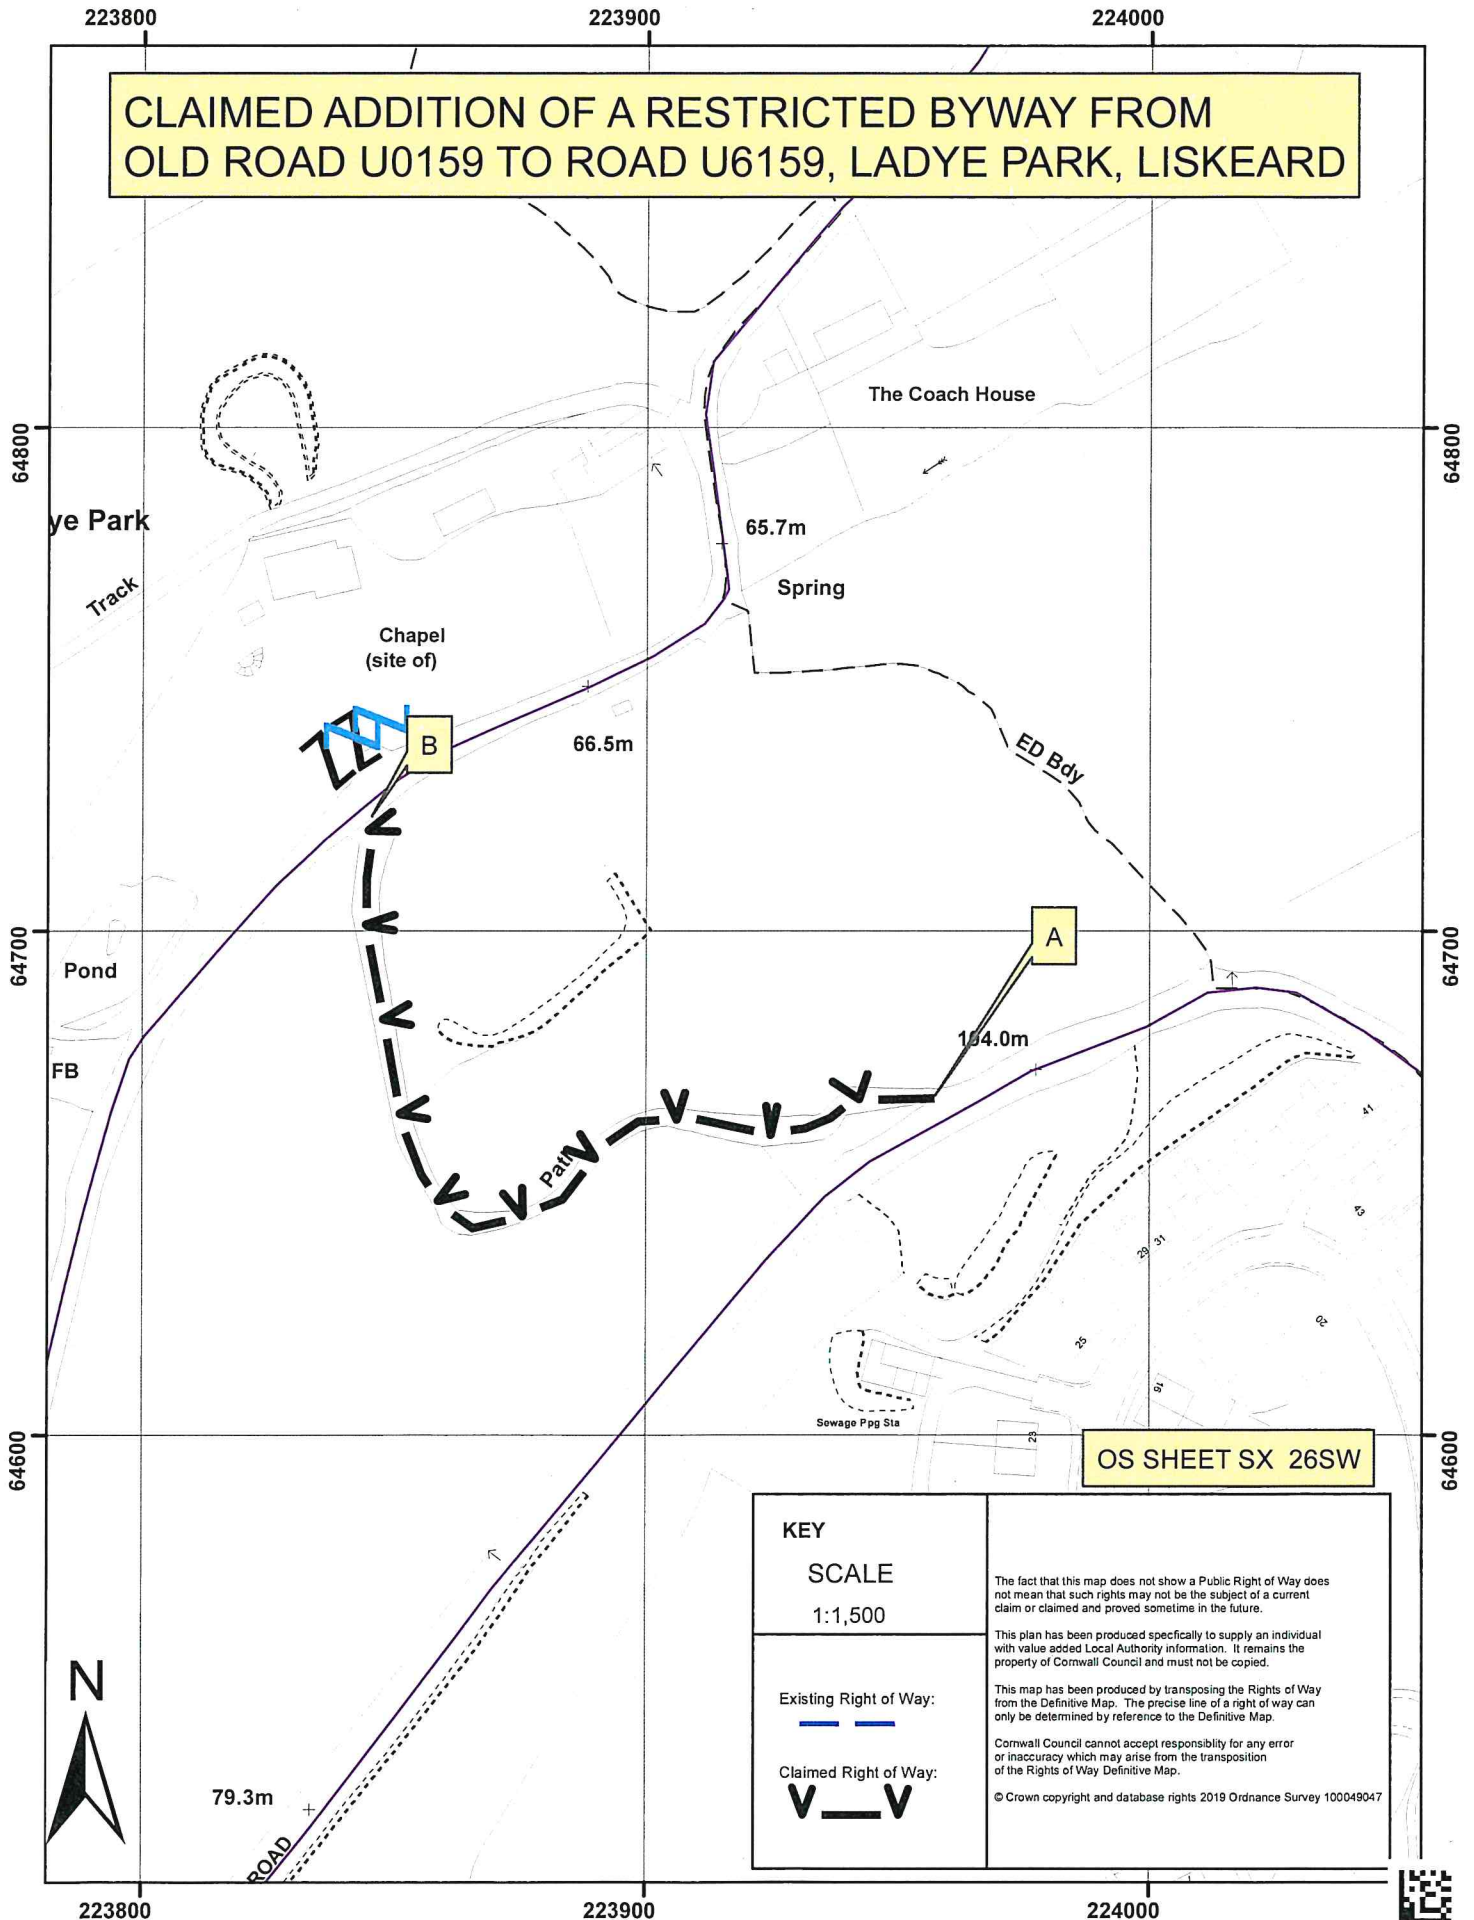 223800
223900
224000
CLAIMED ADDITION OF A RESTRICTED BYWAY FROM
OLD ROAD U0159 TO ROAD U6159, LADYE PARK, LISKEARD
The Coach House
64800
64800
ye Park
65.7m
Track
Spring
Chapel
(site of)
B
66.5m
ED Bdy
A
64700
64700
Pond
FB
41
Path
43
29
31
20
25
16
Sewage Ppg Sta
23
64600
64600
OS SHEET SX 26SW
KEY
SCALE
1:1,500
Existing Right of Way:
Claimed Right of Way:
V V
The fact that this map does not show a Public Right of Way does
not mean that such rights may not be the subject of a current
claim or claimed and proved sometime in the future.
This plan has been produced specfically to supply an individual
with value added Local Authority information. It remains the
property of Cornwall Council and must not be copied.
This map has been produced by transposing the Rights of Way
from the Definitive Map. The precise line of a right of way can
only be determined by reference to the Definitive Map.
Cornwall Council cannot accept responsiblity for any error
or inaccuracy which may arise from the transposition
of the Rights of Way Definitive Map.
© Crown copyright and database rights 2019 Ordnance Survey 100049047
N
79.3m
ROAD
223800
223900
224000